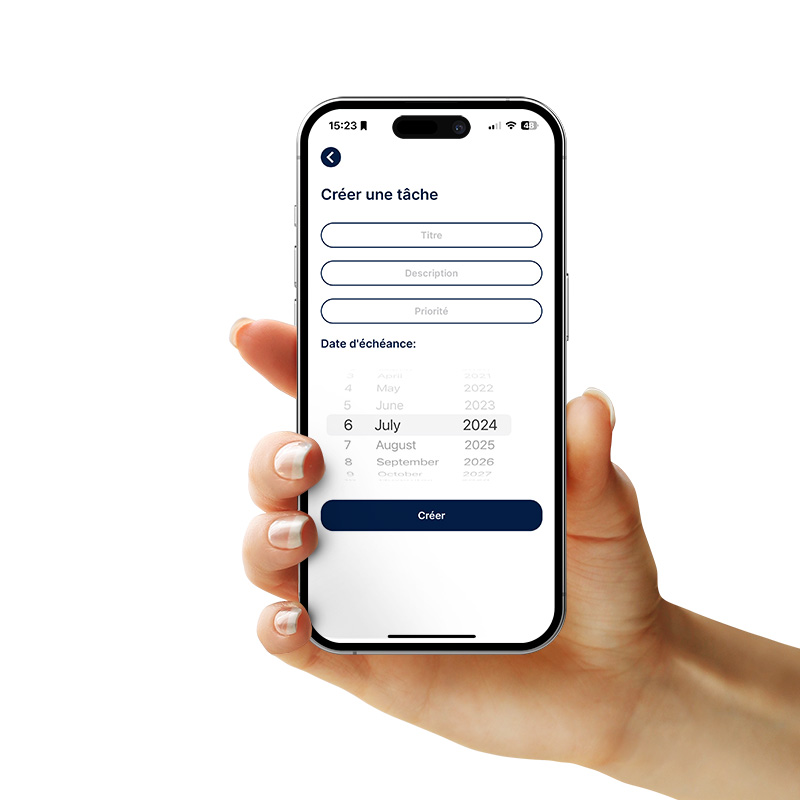 15:23
48
Créer une tâche
Titre
Description
Priorité
Date d'échéance:
3 April 2021
4 May 2022
5 June 2023
6 July 2024
7 August 2025
8 September 2026
9 October 2027
Créer